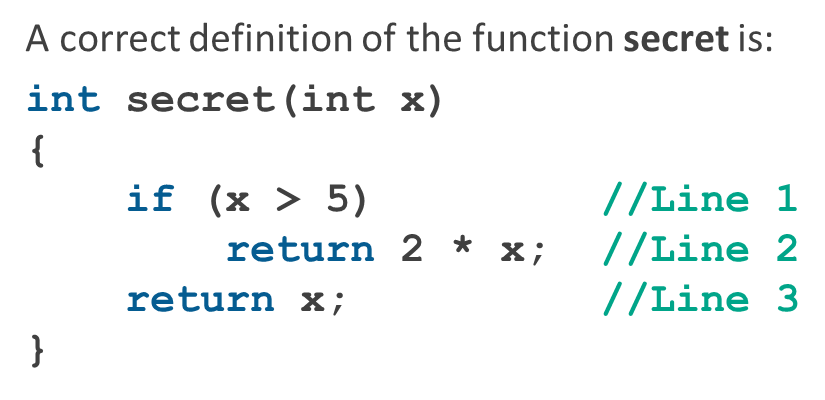 A correct definition of the function secret is:
int secret(int x)
{
    if (x > 5)              //Line 1
        return 2 * x;   //Line 2
    return x;               //Line 3
}